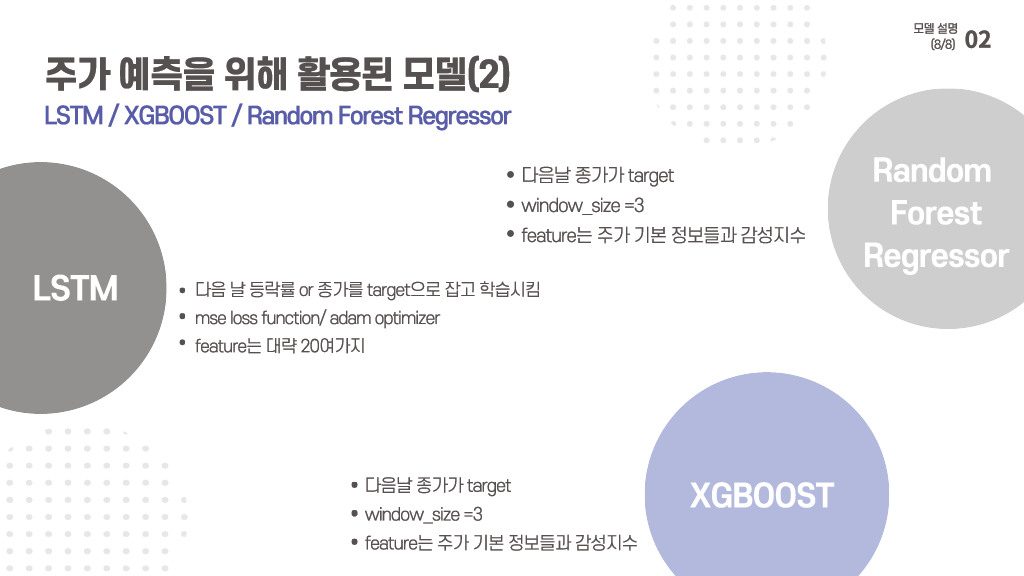 모델 설명
(8/8) 02
주가 예측을 위해 활용된 모델(2)
LSTM / XGBOOST / Random Forest Regressor
• 다음날 종가가 target
• window_size =3
• feature는 주가 기본 정보들과 감성지수
Random
Forest
Regressor
LSTM
• 다음 날 등락률 or 종가를 target으로 잡고 학습시킴
• mse loss function/ adam optimizer
• feature는 대략 20여가지
• 다음날 종가가 target
• window_size =3
• feature는 주가 기본 정보들과 감성지수
XGBOOST